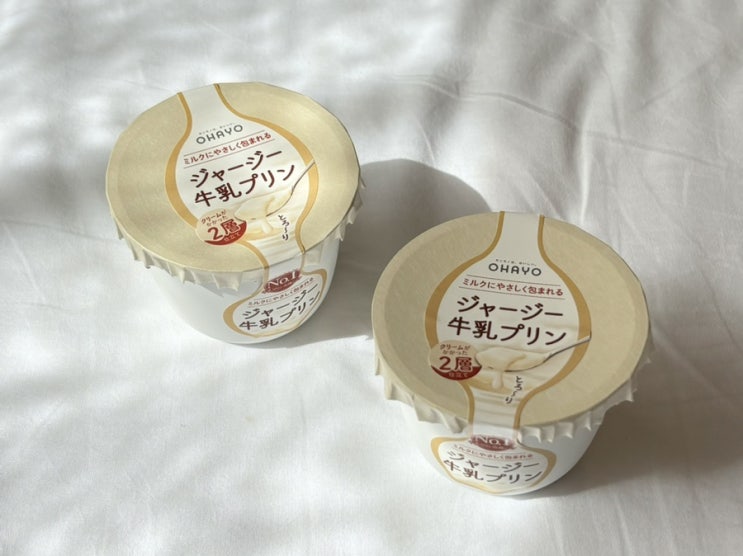 OHAYO
ミルクにやさしく包まれる
ジャージー
牛乳プリン
クリームが
かかった
2層
仕立て
とろ〜り
No.1
ミルクにやさしく包まれる
ジャージー
牛乳プリン
OHAYO
ミルクにやさしく包まれる
ジャージー
牛乳プリン
クリームが
かかった
2層
仕立て
とろ〜り
No.1
ミルクにやさしく包まれる
ジャージー
牛乳プリン